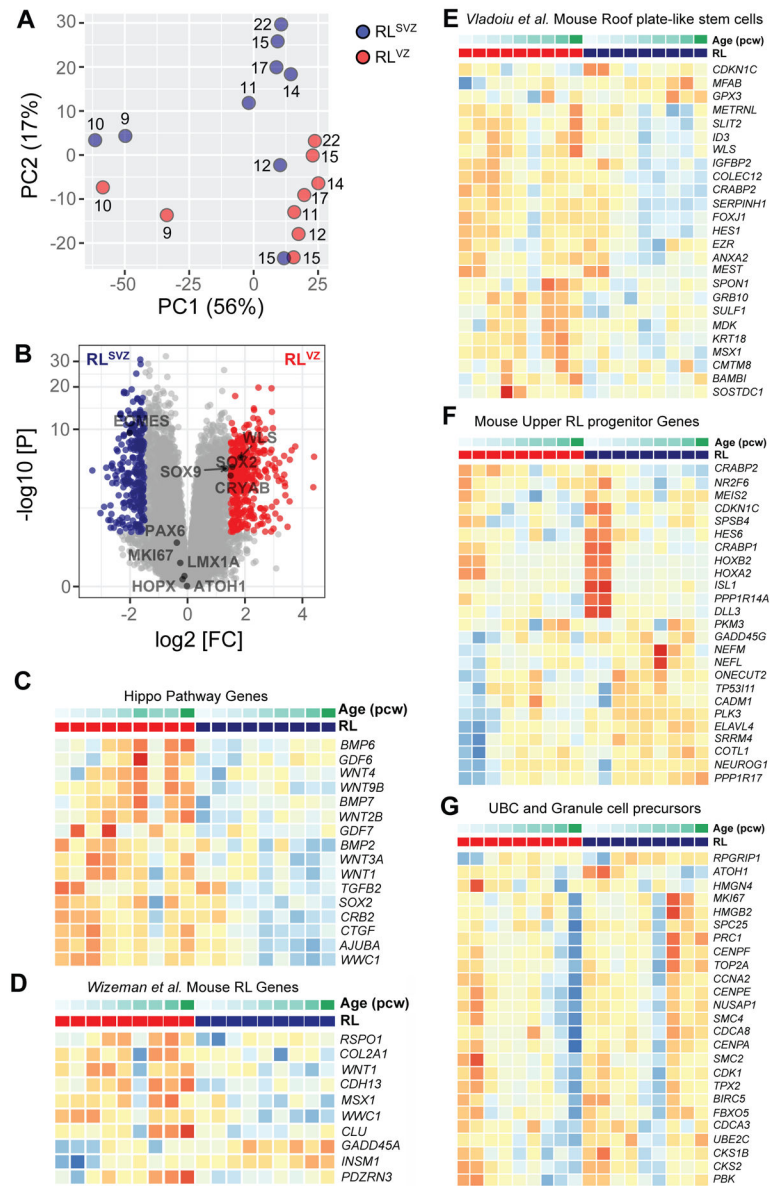 A
RL^SVZ
RL^VZ
22
15
17
14
11
10
9
12
22
15
14
17
11
12
10
9
15
15
30
20
10
0
-10
-20
PC2 (17%)
-50
-25
0
25
PC1 (56%)
B
RL^SVZ
RL^VZ
30
20
10
0
-log10 [P]
EOMES
WLS
SOX9
SOX2
CRYAB
PAX6
MKI67
LMX1A
HOPX
ATOH1
-2
0
2
4
log2 [FC]
C
Hippo Pathway Genes
Age (pcw)
RL
BMP6
GDF6
WNT4
WNT9B
BMP7
WNT2B
GDF7
BMP2
WNT3A
WNT1
TGFB2
SOX2
CRB2
CTGF
AJUBA
WWC1
D
Wizeman et al. Mouse RL Genes
Age (pcw)
RL
RSPO1
COL2A1
WNT1
CDH13
MSX1
WWC1
CLU
GADD45A
INSM1
PDZRN3
E
Vladoiu et al. Mouse Roof plate-like stem cells
Age (pcw)
RL
CDKN1C
MFAB
GPX3
METRNL
SLIT2
ID3
WLS
IGFBP2
COLEC12
CRABP2
SERPINH1
FOXJ1
HES1
EZR
ANXA2
MEST
SPON1
GRB10
SULF1
MDK
KRT18
MSX1
CMTM8
BAMBI
SOSTDC1
F
Mouse Upper RL progenitor Genes
Age (pcw)
RL
CRABP2
NR2F6
MEIS2
CDKN1C
SPSB4
HES6
CRABP1
HOXB2
HOXA2
ISL1
PPP1R14A
DLL3
PKM3
GADD45G
NEFM
NEFL
ONECUT2
TP53I11
CADM1
PLK3
ELAVL4
SRRM4
COTL1
NEUROG1
PPP1R17
G
UBC and Granule cell precursors
Age (pcw)
RL
RPGRIP1
ATOH1
HMGN4
MKI67
HMGB2
SPC25
PRC1
CENPF
TOP2A
CCNA2
CENPE
NUSAP1
SMC4
CDCA8
CENPA
SMC2
CDK1
TPX2
BIRC5
FBXO5
CDCA3
UBE2C
CKS1B
CKS2
PBK